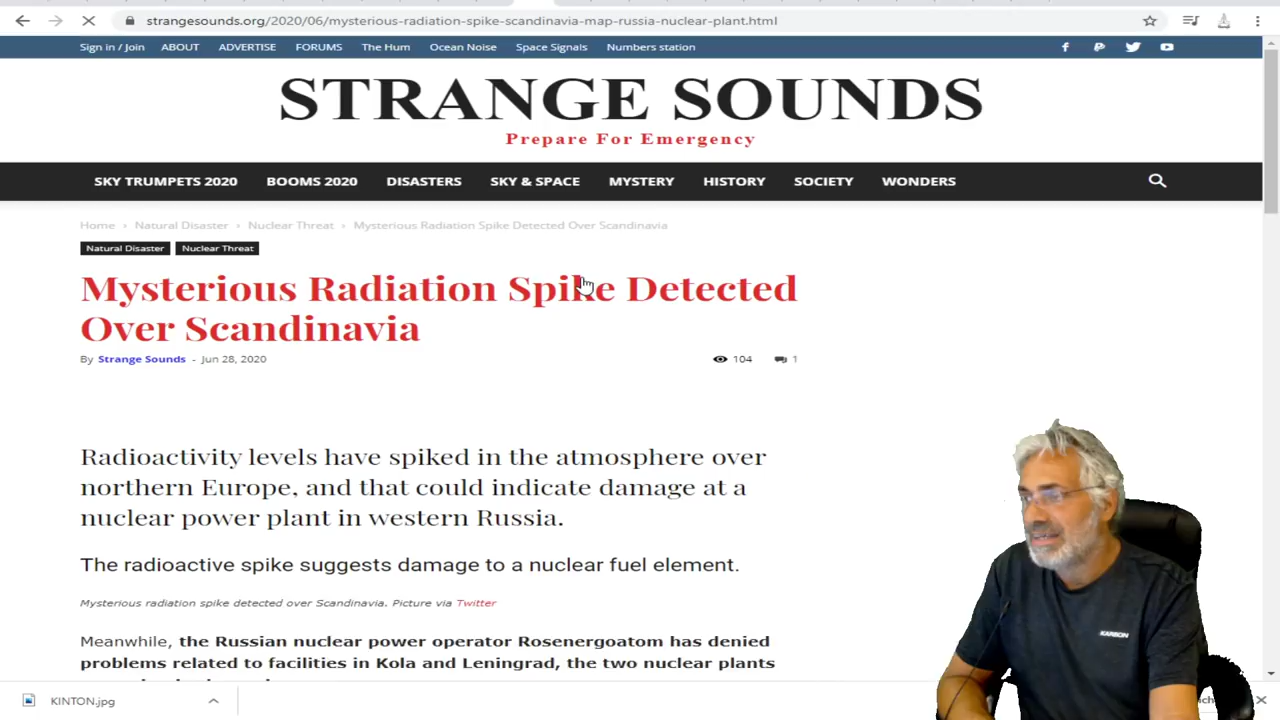 strangesounds.org/2020/06/mysterious-radiation-spike-scandinavia-map-russia-nuclear-plant.html
Sign in / Join ABOUT ADVERTISE FORUMS The Hum Ocean Noise Space Signals Numbers station
STRANGE SOUNDS
Prepare For Emergency
SKY TRUMPETS 2020 BOOMS 2020 DISASTERS SKY & SPACE MYSTERY HISTORY SOCIETY WONDERS
Home › Natural Disaster › Nuclear Threat › Mysterious Radiation Spike Detected Over Scandinavia
Natural Disaster Nuclear Threat
Mysterious Radiation Spike Detected
Over Scandinavia
By Strange Sounds - Jun 28, 2020 104 1
Radioactivity levels have spiked in the atmosphere over
northern Europe, and that could indicate damage at a
nuclear power plant in western Russia.
The radioactive spike suggests damage to a nuclear fuel element.
Mysterious radiation spike detected over Scandinavia. Picture via Twitter
Meanwhile, the Russian nuclear power operator Rosenergoatom has denied
problems related to facilities in Kola and Leningrad, the two nuclear plants
KARBON
KINTON.jpg